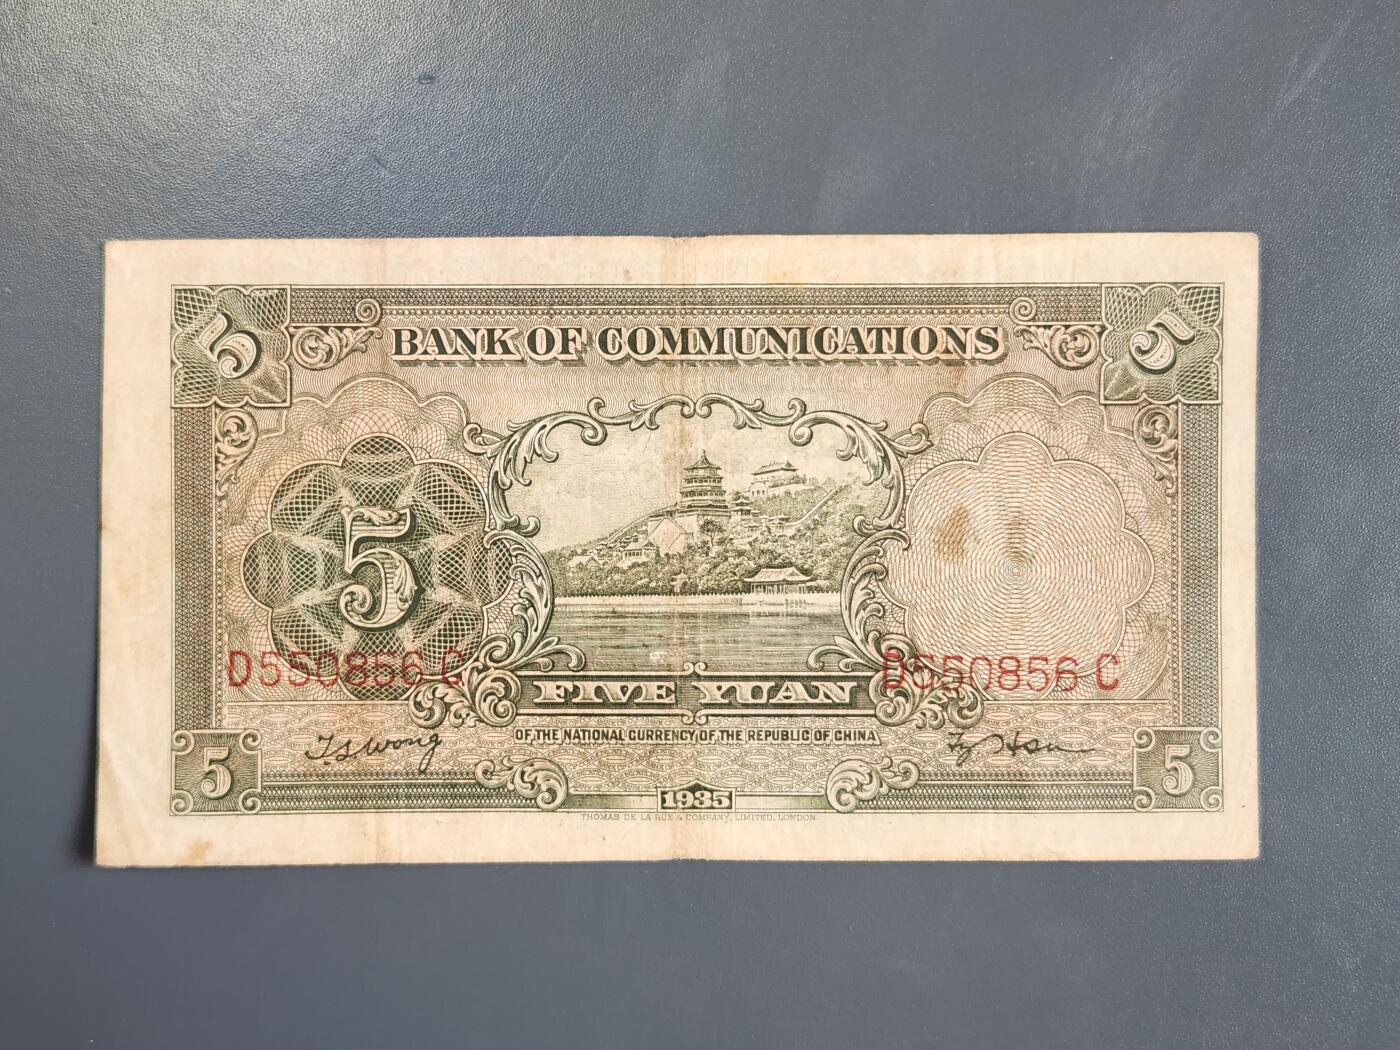 5 5
BANK OF COMMUNICATIONS
5
D550856 C D550856 C
FIVE YUAN
OF THE NATIONAL CURRENCY OF THE REPUBLIC OF CHINA
T.S.Wong
5 5
1935
THOMAS DE LA RUE & COMPANY, LIMITED, LONDON